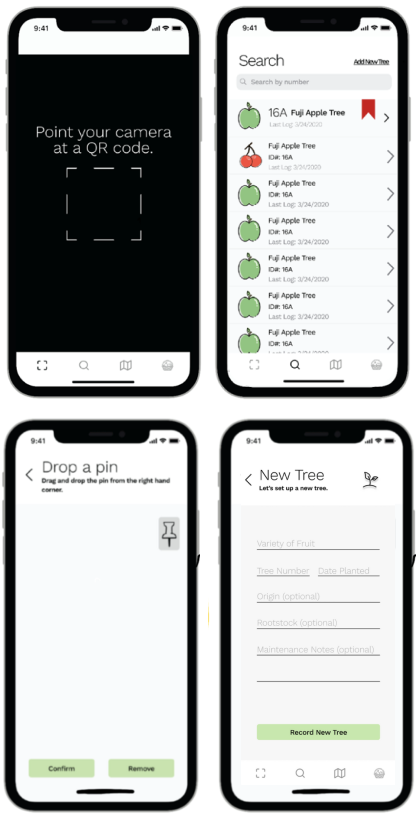 9:41
Point your camera
at a QR code.
9:41
Search
Add New Tree
Search by number
16A Fuji Apple Tree
Last Log: 3/24/2020
Fuji Apple Tree
ID#: 16A
Last Log: 3/21/2020
Fuji Apple Tree
ID#: 16A
Last Log: 3/24/2020
Fuji Apple Tree
ID#: 16A
Last Log: 3/24/2020
Fuji Apple Tree
ID#: 16A
Last Log: 3/24/2020
Fuji Apple Tree
ID#: 16A
Last Log: 3/24/2020
Fuji Apple Tree
ID#: 16A
Last Log: 3/24/2020
9:41
Drop a pin
Drag and drop the pin from the right hand
corner.
Confirm
Remove
9:41
New Tree
Let's set up a new tree.
Variety of Fruit
Tree Number Date Planted
Origin (optional)
Rootstock (optional)
Maintenance Notes (optional)
Record New Tree